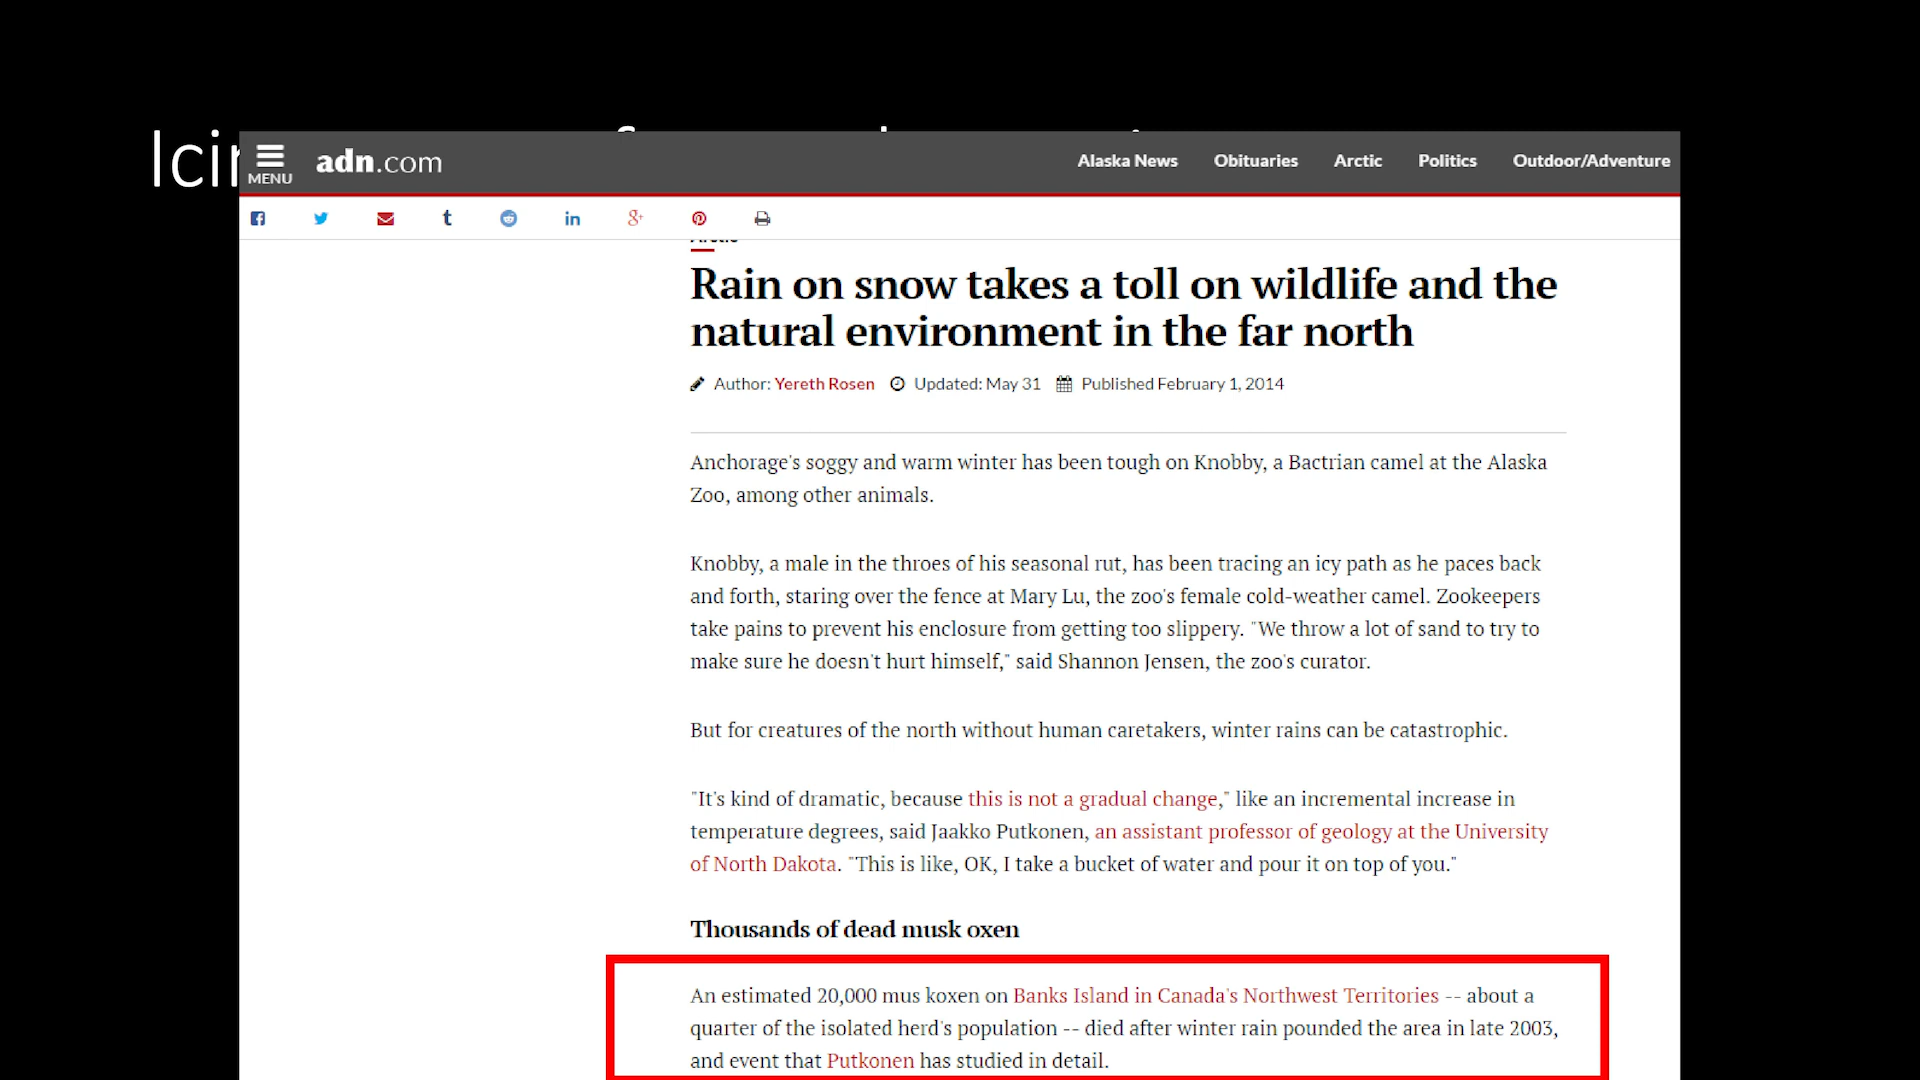 MENU
adn.com
Alaska News Obituaries Arctic Politics Outdoor/Adventure
Rain on snow takes a toll on wildlife and the
natural environment in the far north
Author: Yereth Rosen Updated: May 31 Published February 1, 2014
Anchorage's soggy and warm winter has been tough on Knobby, a Bactrian camel at the Alaska
Zoo, among other animals.
Knobby, a male in the throes of his seasonal rut, has been tracing an icy path as he paces back
and forth, staring over the fence at Mary Lu, the zoo's female cold-weather camel. Zookeepers
take pains to prevent his enclosure from getting too slippery. "We throw a lot of sand to try to
make sure he doesn't hurt himself," said Shannon Jensen, the zoo's curator.
But for creatures of the north without human caretakers, winter rains can be catastrophic.
"It's kind of dramatic, because this is not a gradual change," like an incremental increase in
temperature degrees, said Jaakko Putkonen, an assistant professor of geology at the University
of North Dakota. "This is like, OK, I take a bucket of water and pour it on top of you."
Thousands of dead musk oxen
An estimated 20,000 mus koxen on Banks Island in Canada's Northwest Territories -- about a
quarter of the isolated herd's population -- died after winter rain pounded the area in late 2003,
and event that Putkonen has studied in detail.